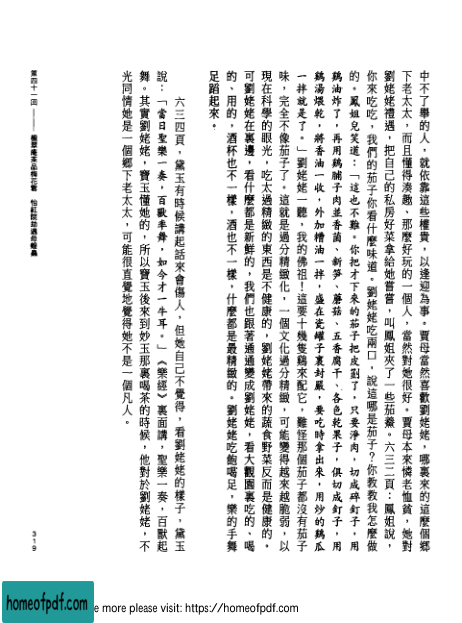 中不了舉的人，就依靠這些權貴，以逢迎為事。賈母當然喜歡劉姥姥，哪裏來的這麼個鄉
下老太太，而且懂得湊趣、那麼好玩的一個人，當然對她很好。賈母本來憐老恤貧，她對
劉姥姥禮遇，把自己的私房好菜拿給她嘗嘗，叫鳳姐夾了一些茄鯗。六三二頁：鳳姐說，
你來吃吃，我們的茄子你看什麼味道。劉姥姥吃兩口，說這哪是茄子？你教教我怎麼做
的。鳳姐兒笑道：「這也不難。你把才下來的茄子把皮劖了，只要淨肉，切成碎釘子，用
雞油炸了，再用雞脯子肉並香菌、新筍、蘑菇、五香腐干、各色乾果子，俱切成釘子，用
雞湯煨乾，將香油一收，外加糟油一拌，盛在瓷罐子裏封嚴，要吃時拿出來，用炒的雞瓜
一拌就是了。」劉姥姥一聽，我的佛祖！這要十幾隻雞來配它，難怪那個茄子都沒有茄子
味，完全不像茄子了。這就是過分精緻化，一個文化過分精緻，可能變得越來越脆弱，以
現在科學的眼光，吃太過精緻的東西是不健康的，劉姥姥帶來的蔬食野菜反而是健康的。
可劉姥姥在裏邊，看什麼都是新鮮的，我們也跟著通通變成劉姥姥，看大觀園裏吃的、喝
的、用的，酒杯也不一樣，酒也不一樣，什麼都是最精緻的。劉姥姥吃飽喝足，樂的手舞
足蹈起來。
六三四頁，黛玉有時候講起話來會傷人，但她自己不覺得，看劉姥姥的樣子，黛玉
說：「當日聖樂一奏，百獸率舞，如今才一牛耳。」《樂經》裏面講，聖樂一奏，百獸起
舞。其實劉姥姥，寶玉懂她的，所以寶玉後來到妙玉那裏喝茶的時候，他對於劉姥姥，不
光同情她是一個鄉下老太太，可能很直覺地覺得她不是一個凡人。
第四十一回——櫳翠庵茶品梅花雪　怡紅院劫遇母蝗蟲
319
homeofpdf.com
e more please visit: https://homeofpdf.com